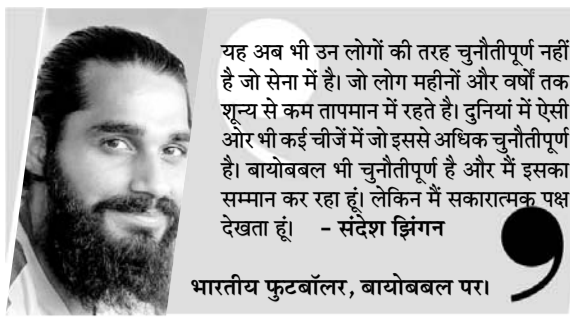 यह अब भी उन लोगों की तरह चुनौतीपूर्ण नहीं
है जो सेना में है। जो लोग महीनों और वर्षों तक
शून्य से कम तापमान में रहते है। दुनियां में ऐसी
ओर भी कई चीजें में जो इससे अधिक चुनौतीपूर्ण
है। बायोबबल भी चुनौतीपूर्ण है और मैं इसका
सम्मान कर रहा हूं। लेकिन मैं सकारात्मक पक्ष
देखता हूं। - संदेश झिंगन
भारतीय फुटबॉलर, बायोबबल पर।